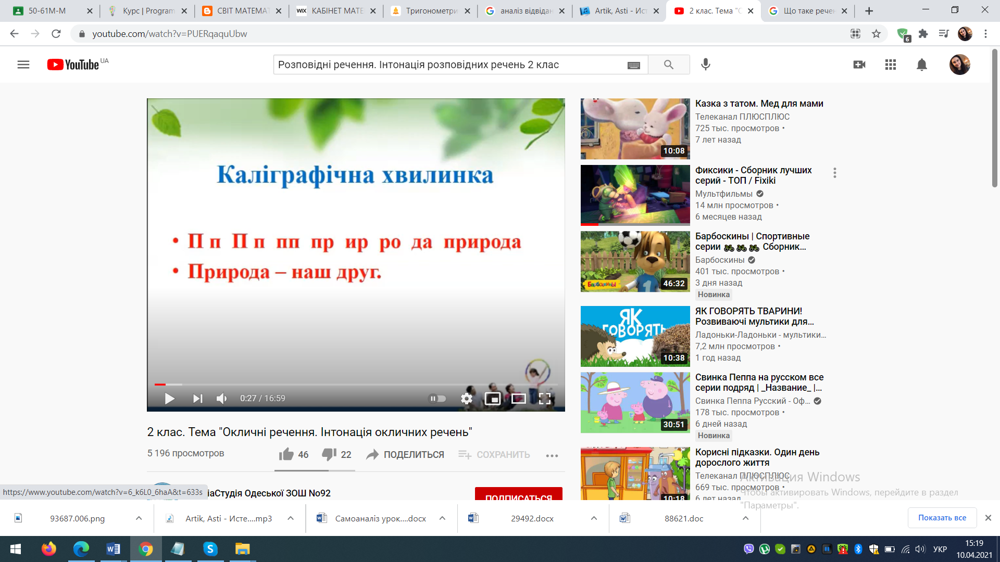 50-61М-М
Курс | Program
СВІТ МАТЕМАТ
КАБІНЕТ МАТЕ
Тригонометри
аналіз відвідан
Artik, Asti - Ист
2 клас. Тема "О
Що таке речен
youtube.com/watch?v=PUERqaquUbw
6
YouTube UA
Розповідні речення. Інтонація розповідних речень 2 клас
Каліграфічна хвилинка
• П п П п пп пр ир ро да природа
• Природа – наш друг.
0:27 / 16:59
2 клас. Тема "Окличні речення. Інтонація окличних речень"
5 196 просмотров
46
22
ПОДЕЛИТЬСЯ
СОХРАНИТЬ
іаСтудія Одеської ЗОШ No92
ПОДПИСАТЬСЯ
https://www.youtube.com/watch?v=6_k6L0_6haA&t=633s
10:08
Казка з татом. Мед для мами
Телеканал ПЛЮСПЛЮС
725 тыс. просмотров •
7 лет назад
Фиксики - Сборник лучших
серий - ТОП / Fixiki
Мультфильмы
14 млн просмотров •
6 месяцев назад
Барбоскины
1
46:32
Барбоскины | Спортивные
серии 🚲🚲🚲 Сборник...
Барбоскины
401 тыс. просмотров •
3 дня назад
Новинка
ЯК
ГОВОРЯТЬ
10:38
ЯК ГОВОРЯТЬ ТВАРИНИ!
Розвиваючі мультики для...
Ладоньки-Ладоньки - мультики...
7,2 млн просмотров •
1 год назад
30:51
Свинка Пеппа на русском все
серии подряд | _Название_ |...
Свинка Пеппа Русский - Оф...
178 тыс. просмотров •
6 дней назад
Новинка
10:18
Корисні підказки. Один день
дорослого життя
Телеканал ПЛЮСПЛЮС
669 тыс. просмотров •
6 лет назад
Активация Windows
Чтобы активировать Windows, перейдите в раздел
"Параметры".
93687.006.png
Artik, Asti - Исте....mp3
Самоаналіз урок....docx
29492.docx
88621.doc
Показать все
УКР
15:19
10.04.2021